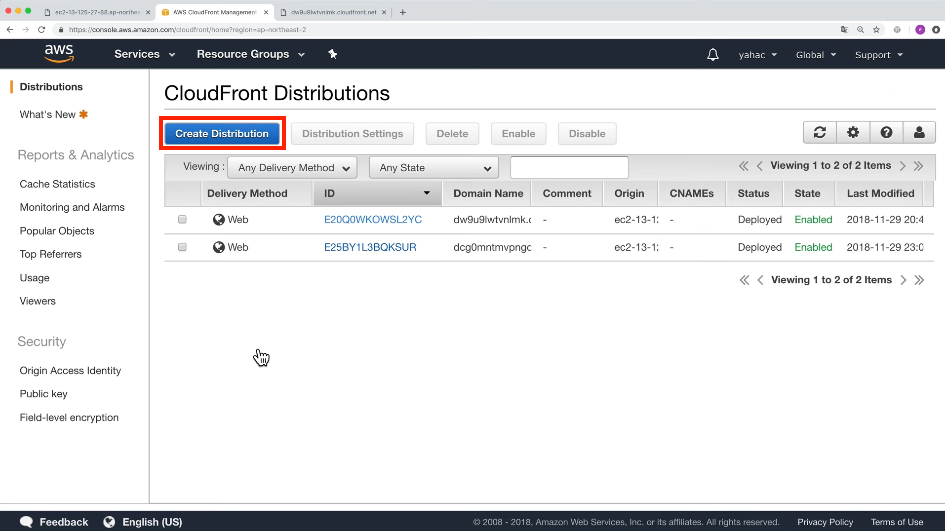 ec2-13-125-27-88.ap-northe
AWS CloudFront Management
dw9u9lwtvnlmk.cloudfront.net
https://console.aws.amazon.com/cloudfront/home?region=ap-northeast-2
aws
Services
Resource Groups
yahac
Global
Support
Distributions
What's New
Reports & Analytics
Cache Statistics
Monitoring and Alarms
Popular Objects
Top Referrers
Usage
Viewers
Security
Origin Access Identity
Public key
Field-level encryption
CloudFront Distributions
Create Distribution
Distribution Settings
Delete
Enable
Disable
Viewing :
Any Delivery Method
Any State
Viewing 1 to 2 of 2 Items
Delivery Method ID Domain Name Comment Origin CNAMEs Status State Last Modified
Web E20Q0WKOWSL2YC dw9u9lwtvnlmk.c - ec2-13-12 - Deployed Enabled 2018-11-29 20:4
Web E25BY1L3BQKSUR dcg0mntmvpngc - ec2-13-12 - Deployed Enabled 2018-11-29 23:0
Viewing 1 to 2 of 2 Items
Feedback
English (US)
© 2008 - 2018, Amazon Web Services, Inc. or its affiliates. All rights reserved.
Privacy Policy
Terms of Use